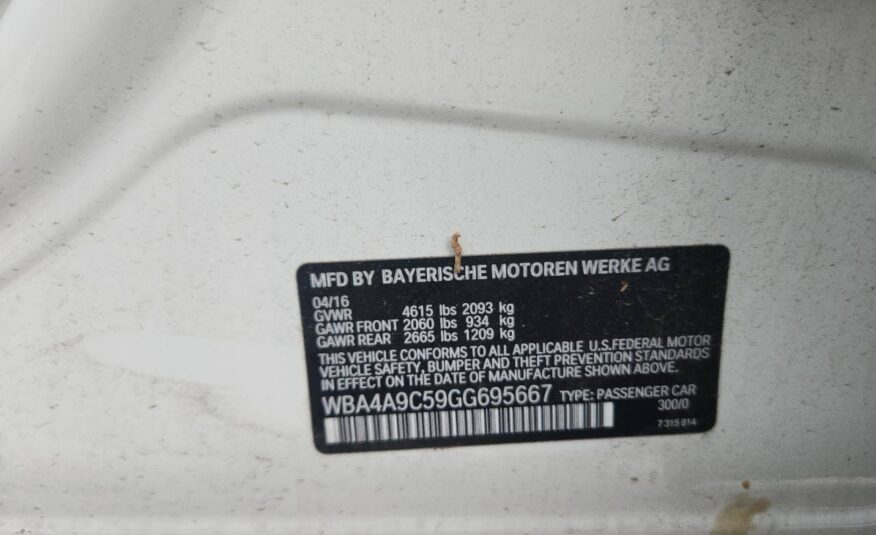 MFD BY BAYERISCHE MOTOREN WERKE AG
04/16
GVWR 4615 lbs 2093 kg
GAWR FRONT 2060 lbs 934 kg
GAWR REAR 2665 lbs 1209 kg
THIS VEHICLE CONFORMS TO ALL APPLICABLE U.S.FEDERAL MOTOR
VEHICLE SAFETY, BUMPER AND THEFT PREVENTION STANDARDS
IN EFFECT ON THE DATE OF MANUFACTURE SHOWN ABOVE.
WBA4A9C59GG695667 TYPE: PASSENGER CAR
300/0
7 315 814